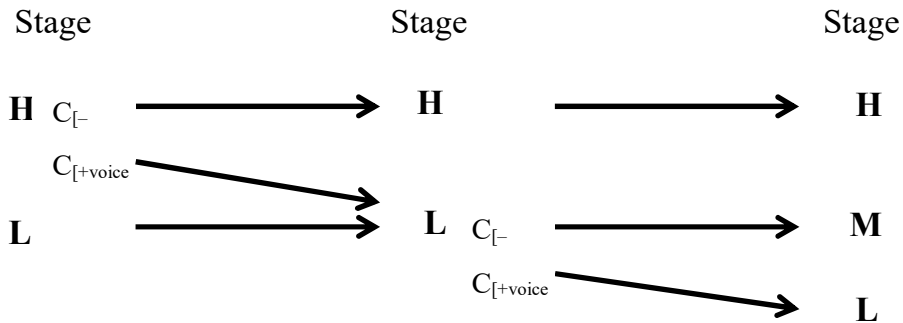 Stage Stage Stage
H C[– H H
C[+voice
L L C[– M
C[+voice
L